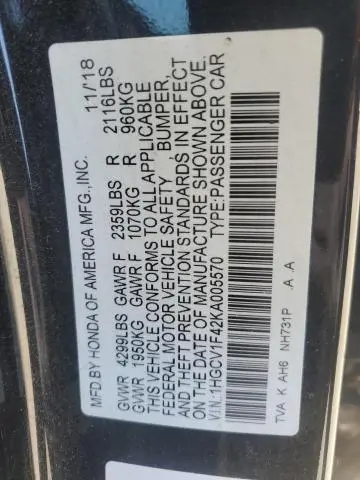 MFD.BY HONDA OF AMERICA MFG.,INC. 11/18
GVWR 4299LBS GAWR F 2359LBS R 2116LBS
GVWR 1950KG GAWR F 1070KG R 960KG
THIS VEHICLE CONFORMS TO ALL APPLICABLE
FEDERAL MOTOR VEHICLE SAFETY BUMPER,
AND THEFT PREVENTION STANDARDS IN EFFECT
ON THE DATE OF MANUFACTURE SHOWN ABOVE.
V.I.N.:1HGCV1F42KA005570 TYPE:PASSENGER CAR
TVA K AH6 NH731P A .A